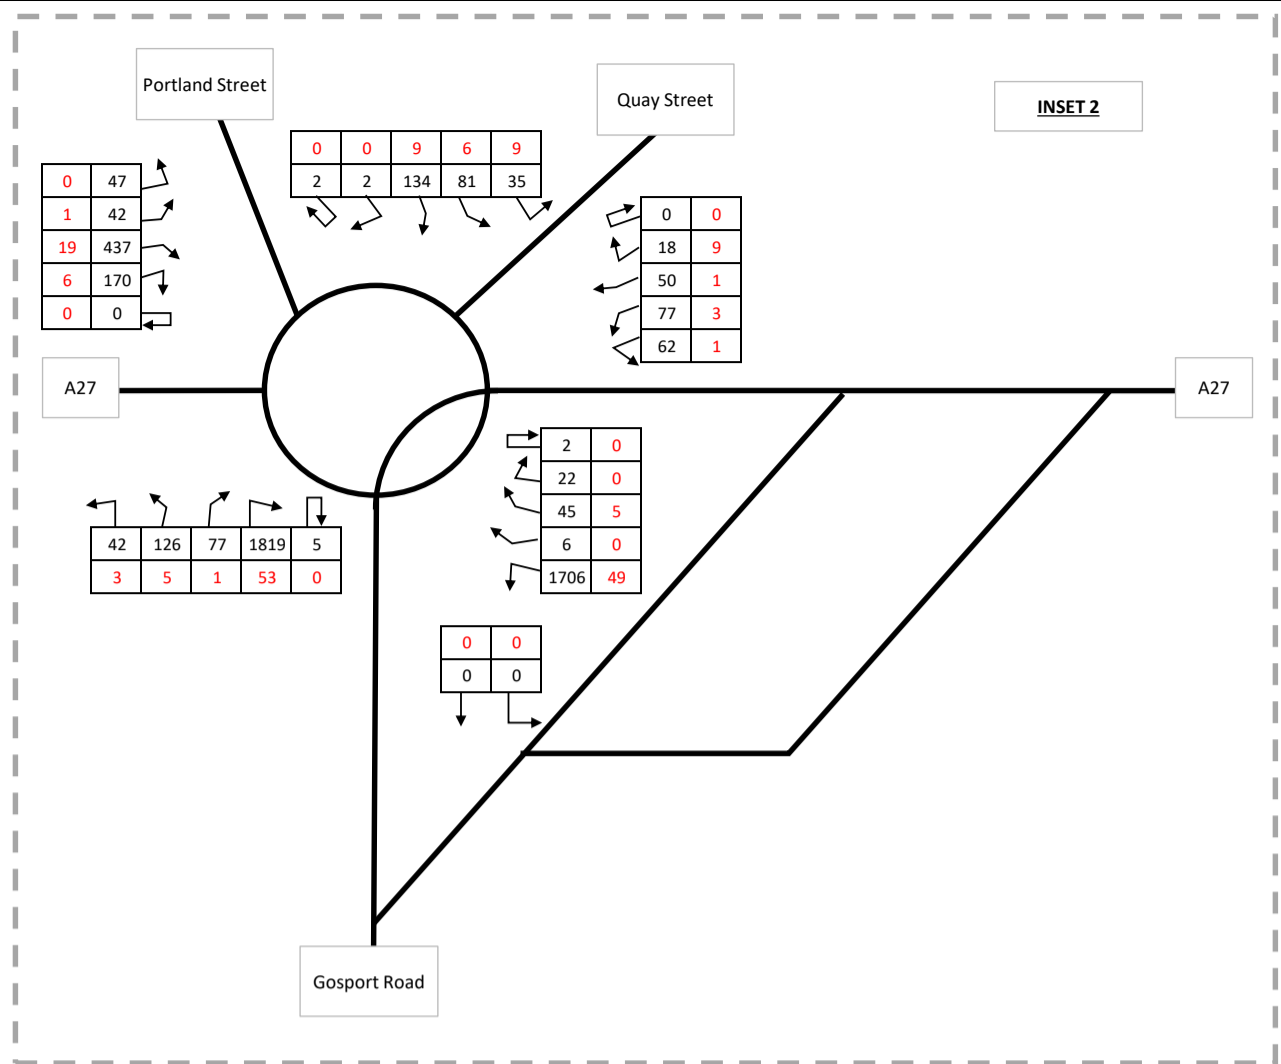 Portland Street
Quay Street
INSET 2
0 0 9 6 9
2 2 134 81 35
0 47
1 42
19 437
6 170
0 0
0 0
18 9
50 1
77 3
62 1
A27
A27
2 0
22 0
45 5
6 0
1706 49
42 126 77 1819 5
3 5 1 53 0
0 0
0 0
Gosport Road